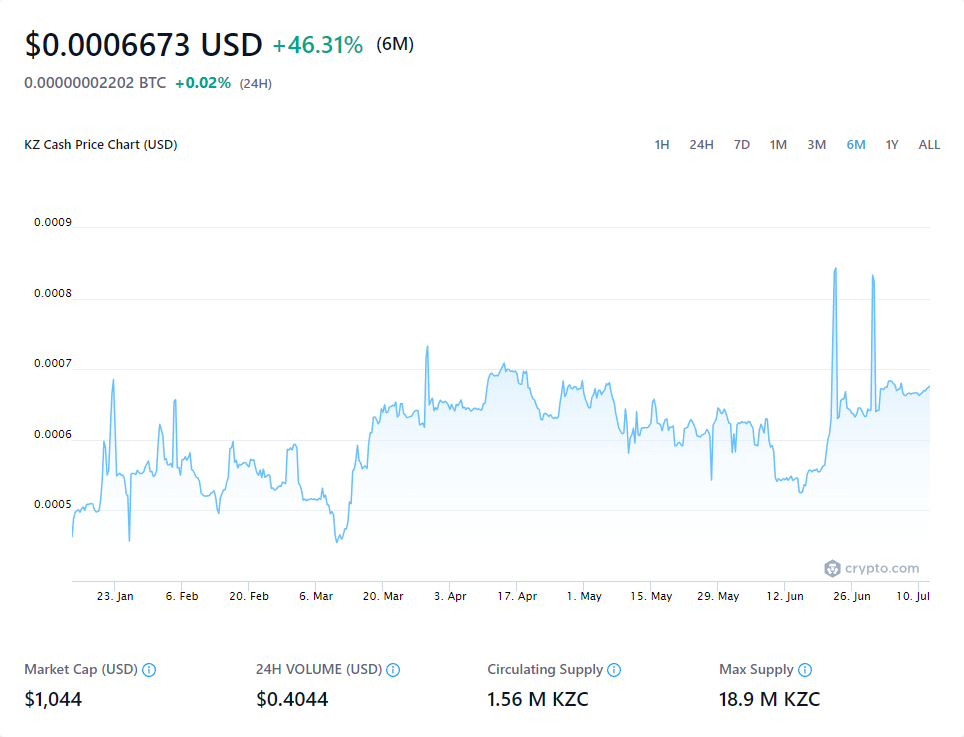 $0.0006673 USD +46.31% (6M)
0.00000002202 BTC +0.02% (24H)
KZ Cash Price Chart (USD)
1H 24H 7D 1M 3M 6M 1Y ALL
0.0009
0.0008
0.0007
0.0006
0.0005
crypto.com
23. Jan 6. Feb 20. Feb 6. Mar 20. Mar 3. Apr 17. Apr 1. May 15. May 29. May 12. Jun 26. Jun 10. Jul
Market Cap (USD) 24H VOLUME (USD) Circulating Supply Max Supply
$1,044 $0.4044 1.56 M KZC 18.9 M KZC